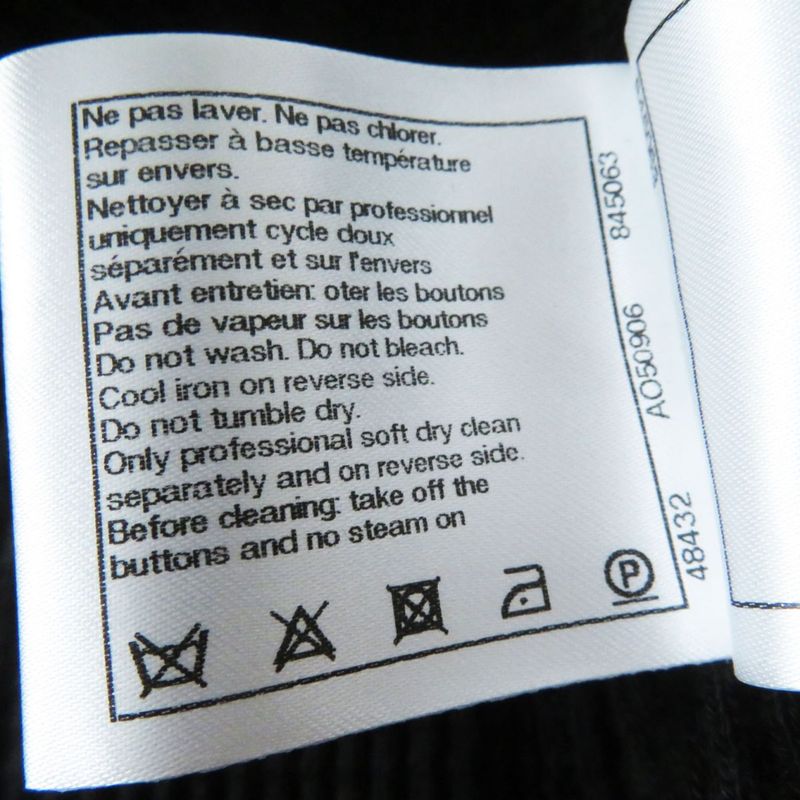 Ne pas laver. Ne pas chlorer.
Repasser à basse température
sur envers.
Nettoyer à sec par professionnel
uniquement cycle doux
séparément et sur l'envers
Avant entretien: oter les boutons
Pas de vapeur sur les boutons
Do not wash. Do not bleach.
Cool iron on reverse side.
Do not tumble dry.
Only professional soft dry clean
separately and on reverse side.
Before cleaning: take off the
buttons and no steam on
P
48432 AO50906 845063